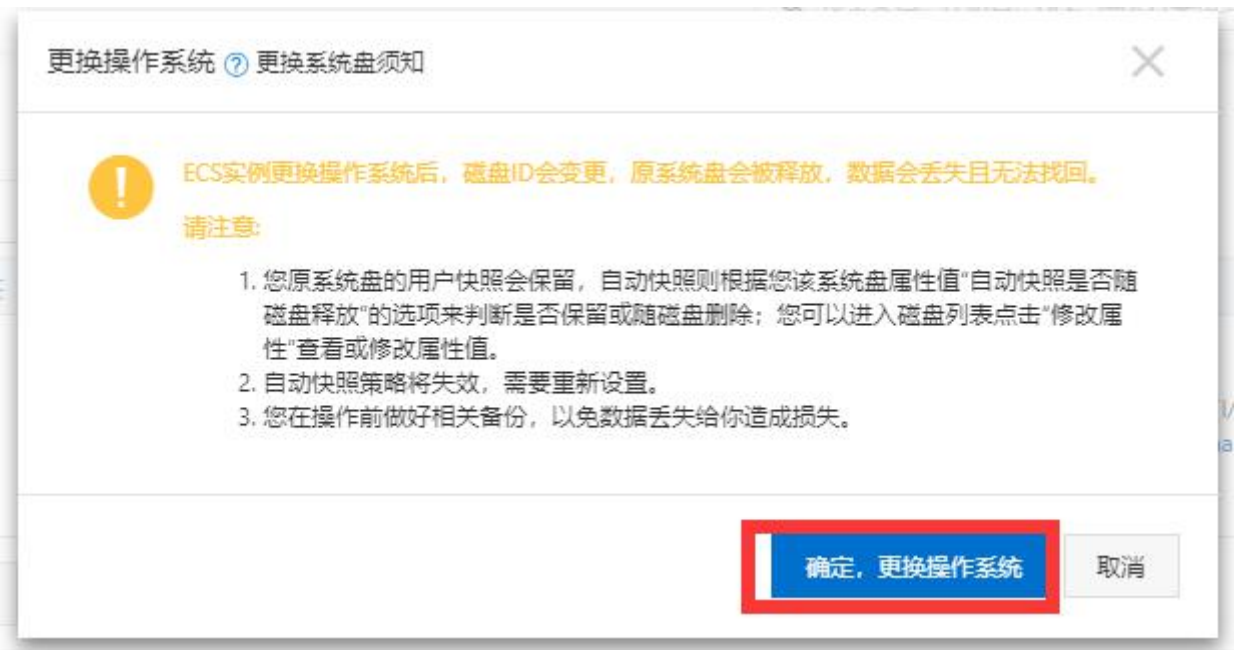 更换操作系统 ? 更换系统盘须知
ECS实例更换操作系统后，磁盘ID会变更，原系统盘会被释放，数据会丢失且无法找回。
请注意:
1. 您原系统盘的用户快照会保留，自动快照则根据您该系统盘属性值“自动快照是否随
磁盘释放”的选项来判断是否保留或随磁盘删除；您可以进入磁盘列表点击“修改属
性”查看或修改属性值。
2. 自动快照策略将失效，需要重新设置。
3. 您在操作前做好相关备份，以免数据丢失给你造成损失。
确定，更换操作系统 取消